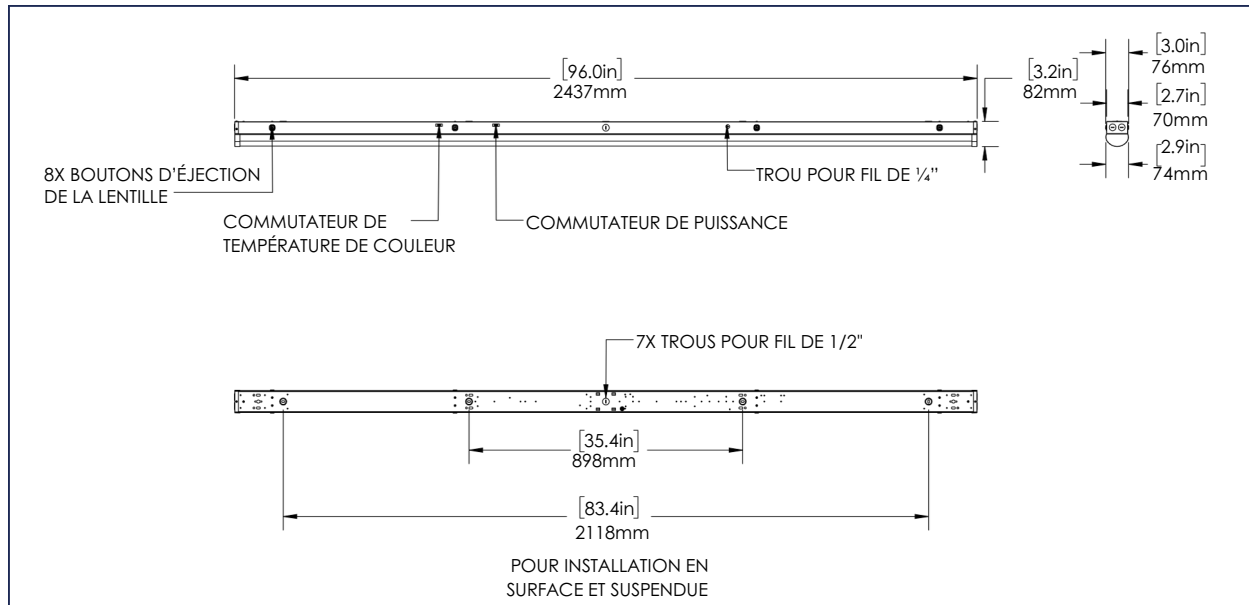 [96.0in]
2437mm
[3.2in]
82mm
[3.0in]
76mm
[2.7in]
70mm
[2.9in]
74mm
8X BOUTONS D'ÉJECTION
DE LA LENTILLE
COMMUTATEUR DE
TEMPÉRATURE DE COULEUR
COMMUTATEUR DE PUISSANCE
TROU POUR FIL DE ¼’’
7X TROUS POUR FIL DE 1/2"
[35.4in]
898mm
[83.4in]
2118mm
POUR INSTALLATION EN
SURFACE ET SUSPENDUE